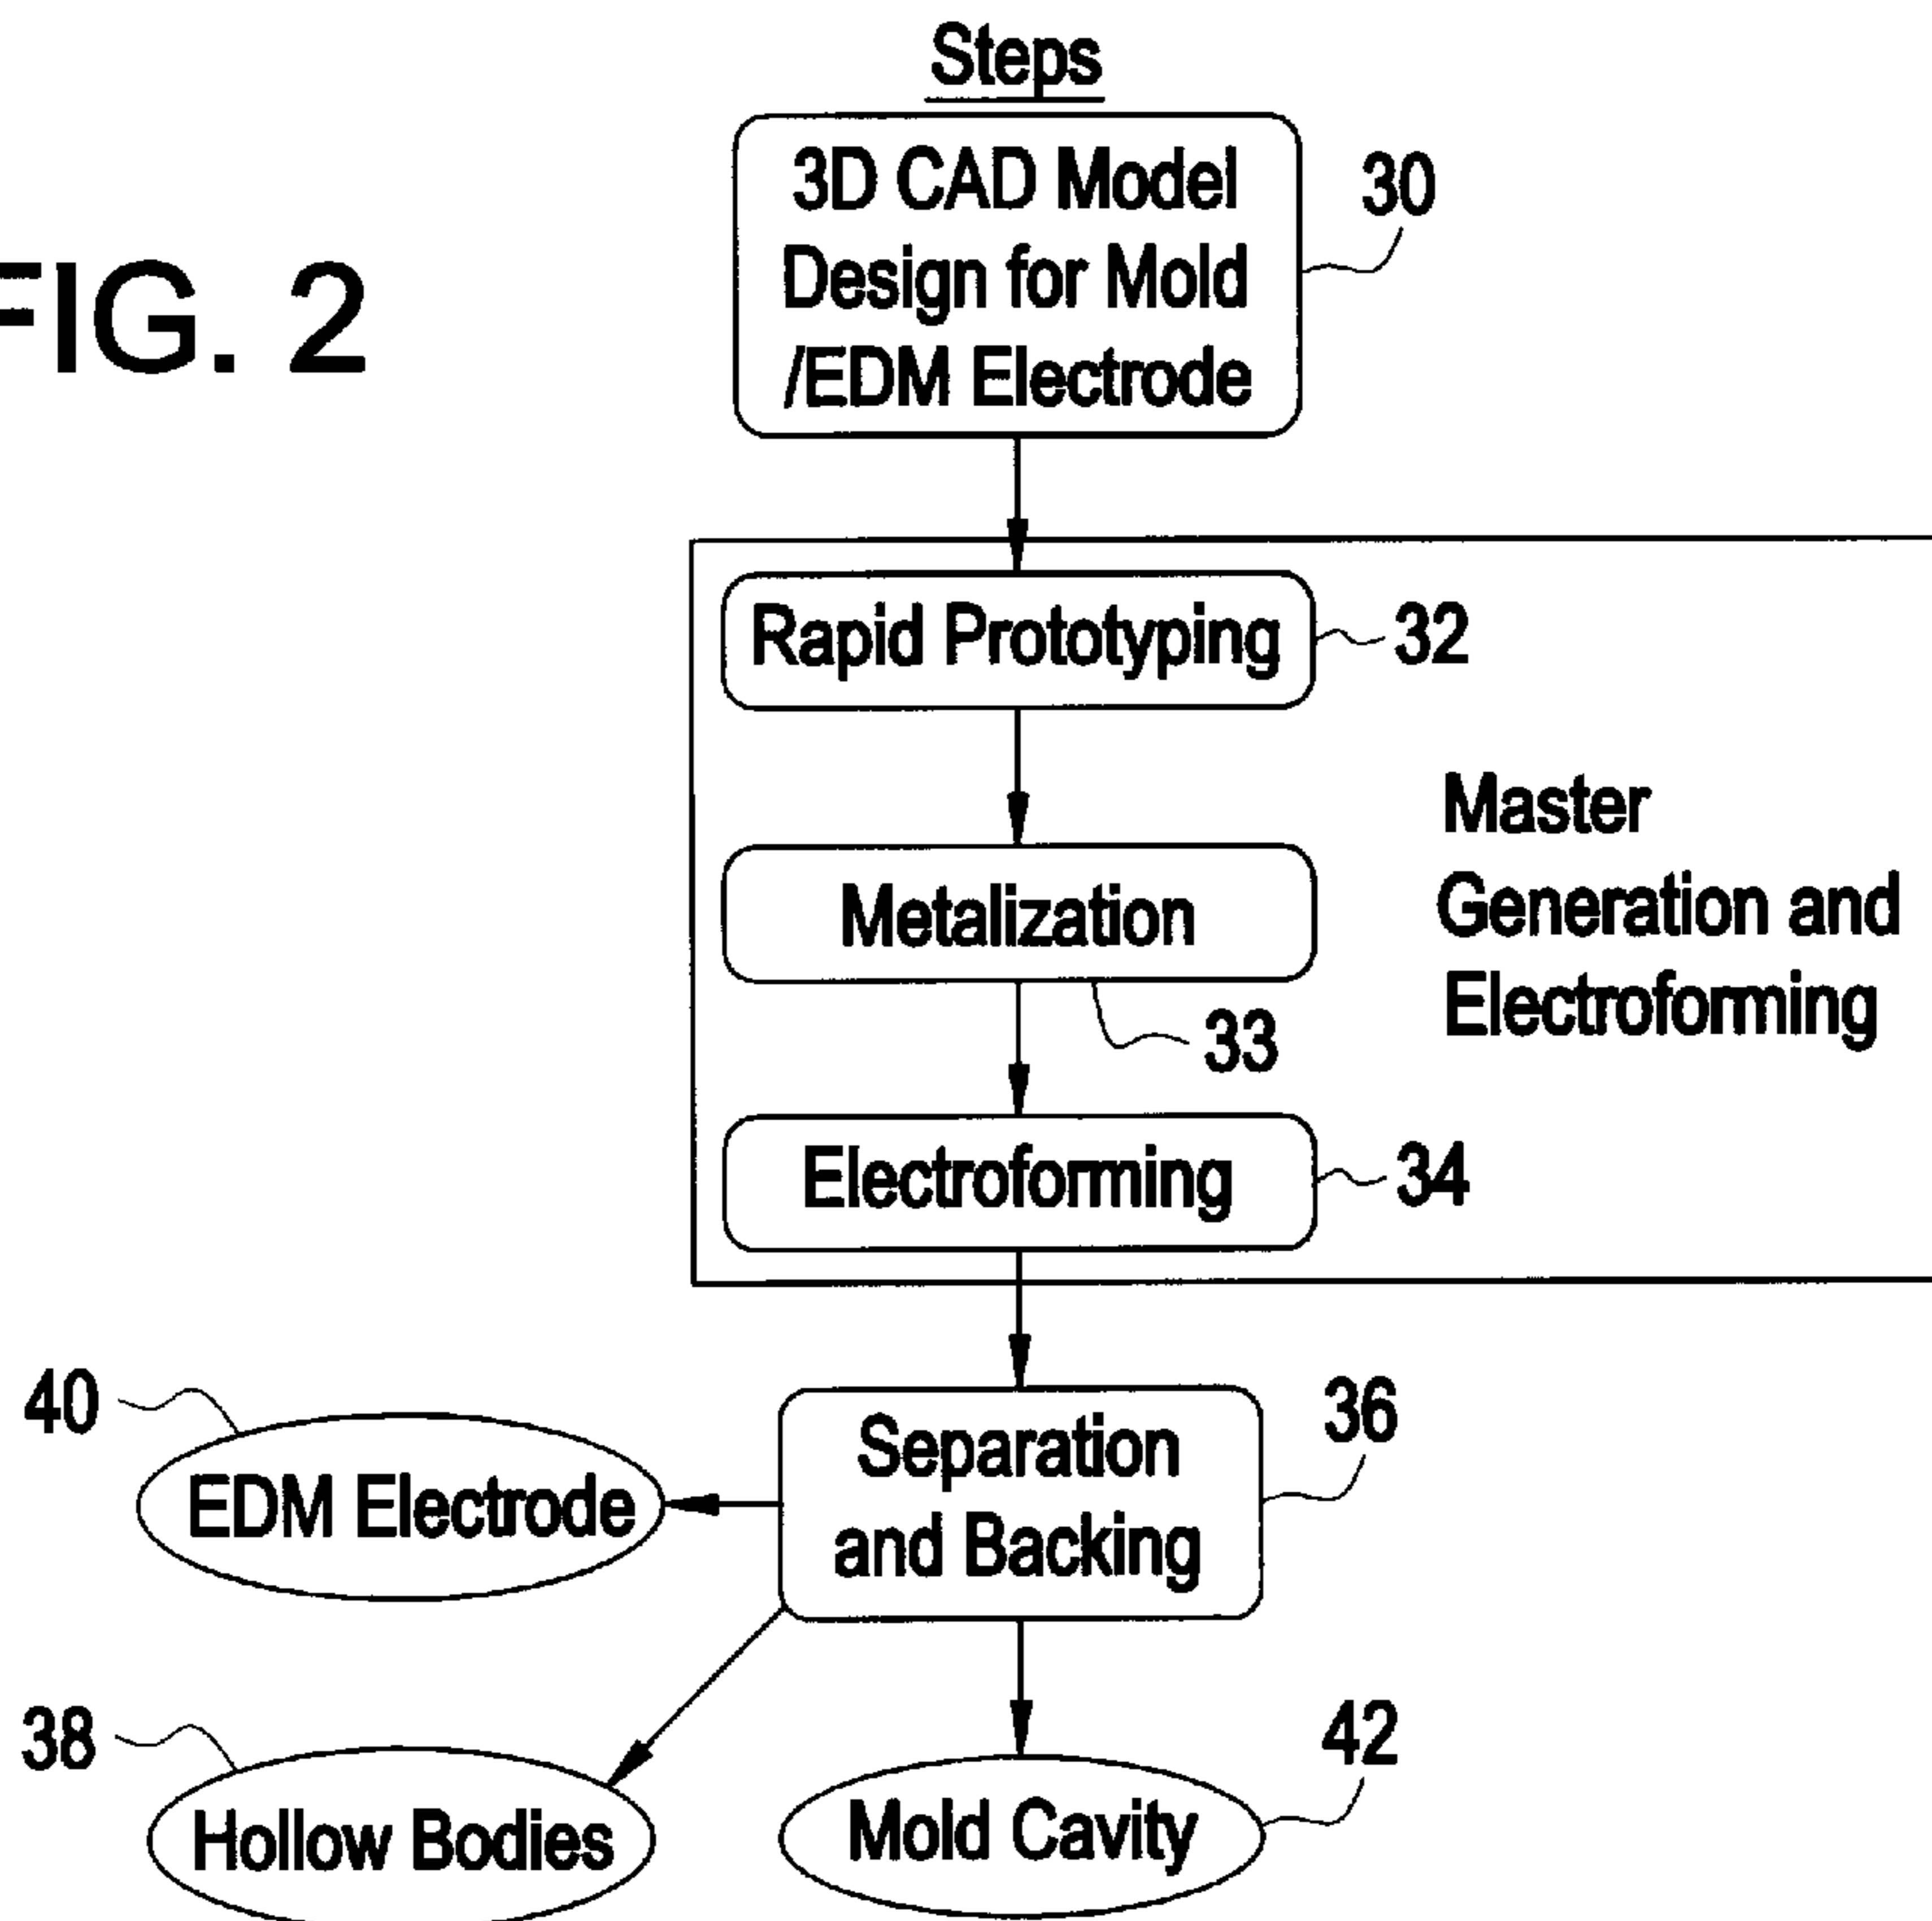 Steps
3D CAD Model
Design for Mold
/EDM Electrode
30
FIG. 2
Rapid Prototyping
32
Master
Generation and
Electroforming
Metalization
33
Electroforming
34
40
EDM Electrode
Separation
and Backing
36
38
Hollow Bodies
Mold Cavity
42